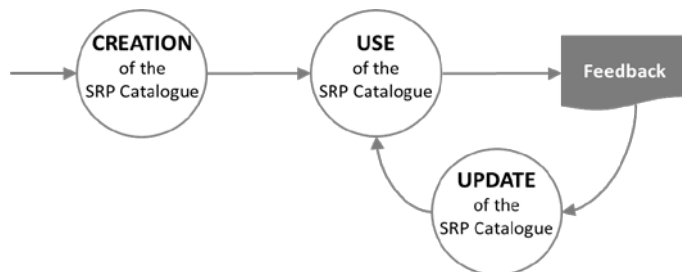 CREATION
of the
SRP Catalogue
USE
of the
SRP Catalogue
Feedback
UPDATE
of the
SRP Catalogue